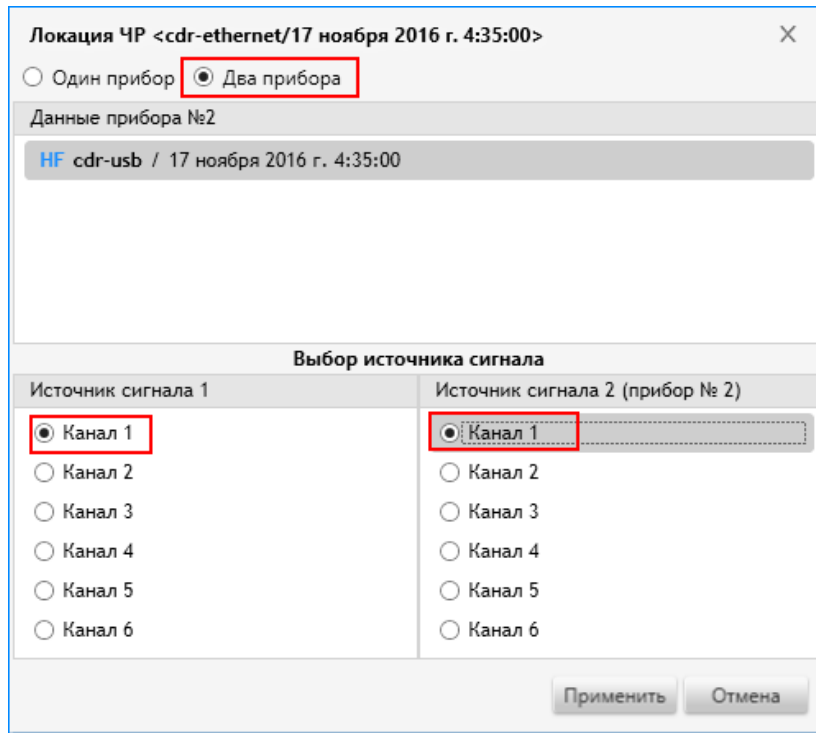 Локация ЧР <cdr-ethernet/17 ноября 2016 г. 4:35:00>
Один прибор Два прибора
Данные прибора №2
HF cdr-usb / 17 ноября 2016 г. 4:35:00
Выбор источника сигнала
Источник сигнала 1 Источник сигнала 2 (прибор № 2)
Канал 1 Канал 1
Канал 2 Канал 2
Канал 3 Канал 3
Канал 4 Канал 4
Канал 5 Канал 5
Канал 6 Канал 6
Применить Отмена